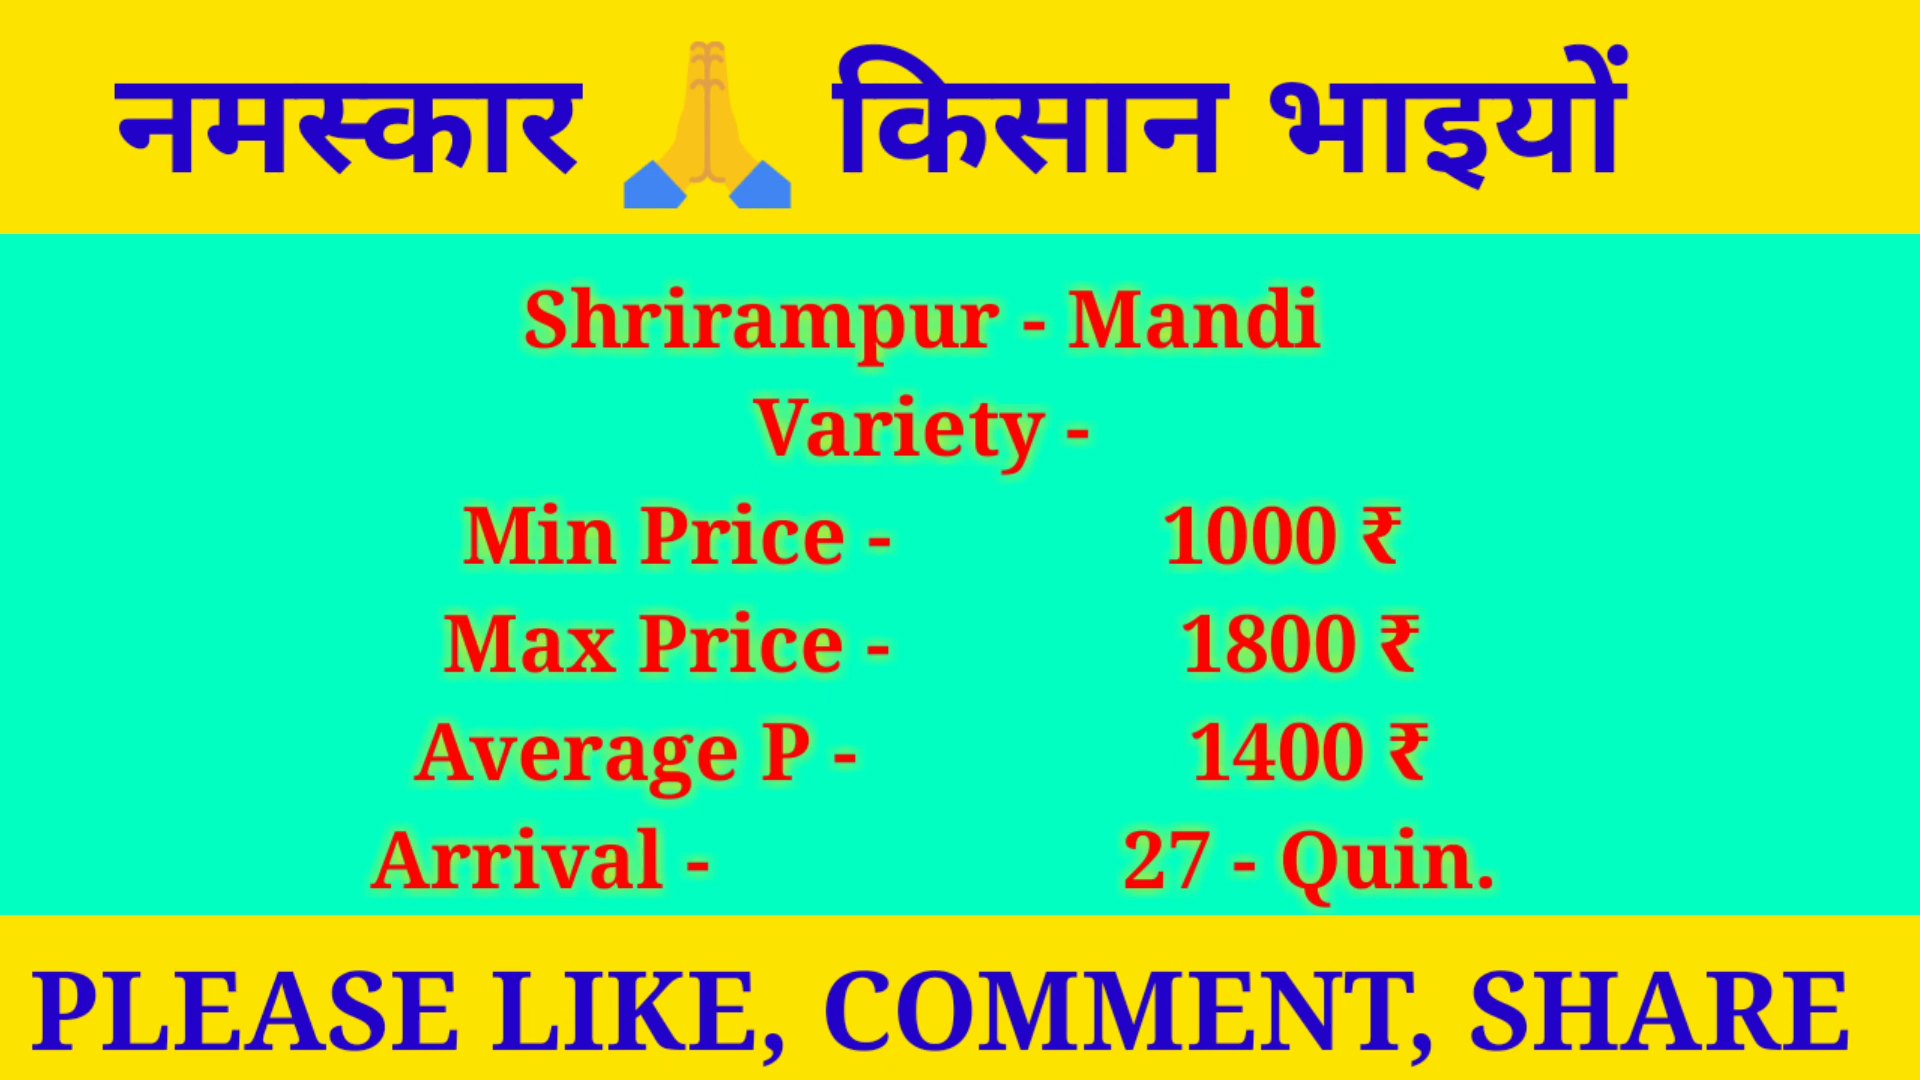 नमस्कार 🙏 किसान भाइयों
Shrirampur - Mandi
Variety -
Min Price - 1000 ₹
Max Price - 1800 ₹
Average P - 1400 ₹
Arrival - 27 - Quin.
PLEASE LIKE, COMMENT, SHARE